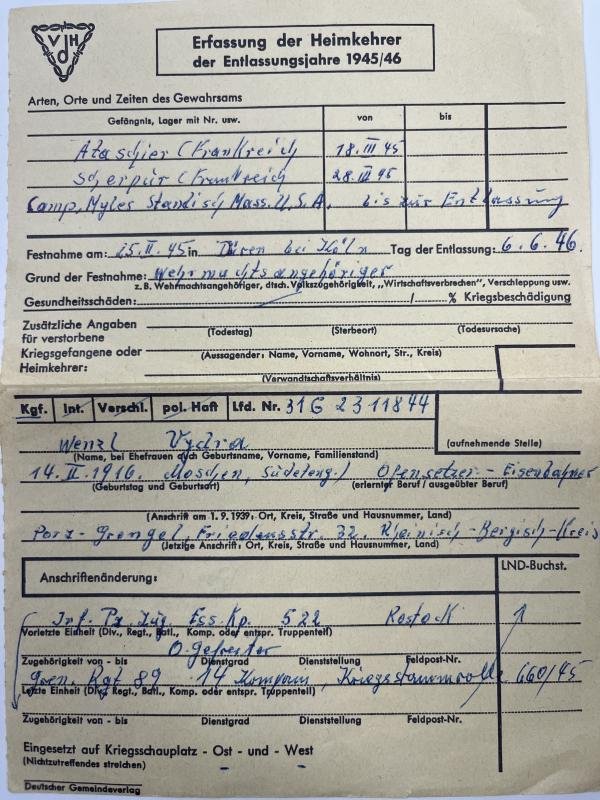 VdH
Erfassung der Heimkehrer
der Entlassungsjahre 1945/46
Arten, Orte und Zeiten des Gewahrsams
Gefängnis, Lager mit Nr. usw. von bis
Ataschier (Frankreich 18.III 45
Scherpur (Frankreich 28.III 45
Camp. Myles Standisch Mass. U.S.A. bis zur Entlassung
Festnahme am: 25.II.45 in Düren bei Köln Tag der Entlassung: 6.6.46.
Grund der Festnahme: Wehrmachtsangehöriger
z.B. Wehrmachtsangehöriger, dtsch. Volkszugehörigkeit, „Wirtschaftsverbrechen", Verschleppung usw.
Gesundheitsschäden: / % Kriegsbeschädigung
Zusätzliche Angaben
für verstorbene (Todestag) (Sterbeort) (Todesursache)
Kriegsgefangene oder
Heimkehrer: (Aussagender: Name, Vorname, Wohnort, Str., Kreis)
(Verwandtschaftsverhältnis)
Kgf. Int. Verschl. pol. Haft Lfd. Nr. 31G 2311844
Wenzl Vychra (aufnehmende Stelle)
(Name, bei Ehefrauen auch Geburtsname, Vorname, Familienstand)
14.II.1916. Moschen, Südeteng./ Ofensetzer - Eisenbahner
(Geburtstag und Geburtsort) (erlernter Beruf / ausgeübter Beruf)
(Anschrift am 1.9.1939: Ort, Kreis, Straße und Hausnummer, Land)
Porz-Grengel, Friedensstr. 32. Rheinisch-Bergisch-Kreis
(Jetzige Anschrift: Ort, Kreis, Straße und Hausnummer, Land)
Anschriftenänderung: LND-Buchst.
Inf. Pz. Jäg. Ess. Kp. 522 Rostock
Vorletzte Einheit (Div., Regt., Batl., Komp. oder entspr. Truppenteil)
O.Gefreiter
Zugehörigkeit von - bis Dienstgrad Dienststellung Feldpost-Nr.
Gren. Rgt 89 14 Kompanie, Kriegsstammrolle 660/45
Letzte Einheit (Div., Regt., Batl., Komp. oder entspr. Truppenteil)
Zugehörigkeit von - bis Dienstgrad Dienststellung Feldpost-Nr.
Eingesetzt auf Kriegsschauplatz - Ost - und - West
(Nichtzutreffendes streichen)
Deutscher Gemeindeverlag